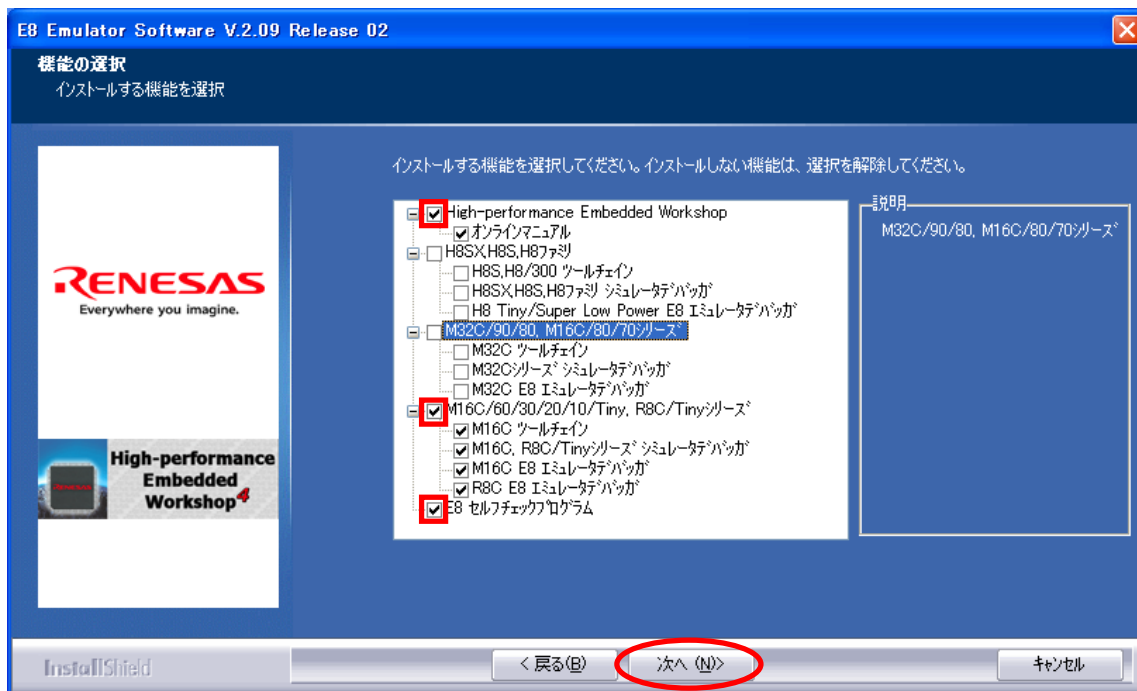 E8 Emulator Software V.2.09 Release 02
機能の選択
インストールする機能を選択
インストールする機能を選択してください。インストールしない機能は、選択を解除してください。
High-performance Embedded Workshop
オンラインマニュアル
H8SX,H8S,H8ファミリ
H8S,H8/300 ツールチェイン
H8SX,H8S,H8ファミリ シミュレータデバッガ
H8 Tiny/Super Low Power E8 エミュレータデバッガ
M32C/90/80, M16C/80/70シリーズ
M32C ツールチェイン
M32Cシリーズ シミュレータデバッガ
M32C E8 エミュレータデバッガ
M16C/60/30/20/10/Tiny, R8C/Tinyシリーズ
M16C ツールチェイン
M16C, R8C/Tinyシリーズ シミュレータデバッガ
M16C E8 エミュレータデバッガ
R8C E8 エミュレータデバッガ
E8 セルフチェックプログラム
説明
M32C/90/80, M16C/80/70シリーズ
RENESAS
Everywhere you imagine.
High-performance
Embedded
Workshop 4
InstallShield
< 戻る(B)
次へ (N)>
キャンセル